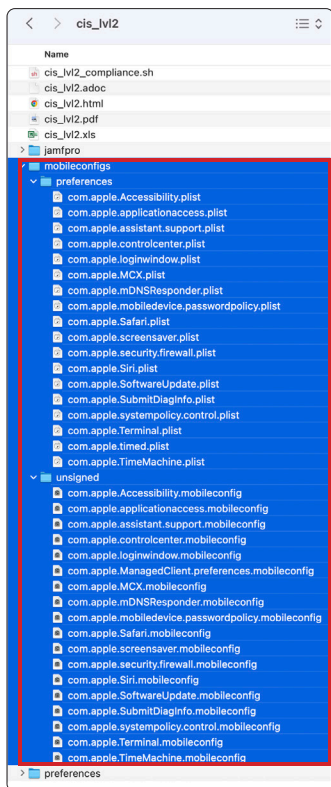 cis_lvl2
Name
cis_lvl2_compliance.sh
cis_lvl2.adoc
cis_lvl2.html
cis_lvl2.pdf
cis_lvl2.xls
jamfpro
mobileconfigs
preferences
com.apple.Accessibility.plist
com.apple.applicationaccess.plist
com.apple.assistant.support.plist
com.apple.controlcenter.plist
com.apple.loginwindow.plist
com.apple.MCX.plist
com.apple.mDNSResponder.plist
com.apple.mobiledevice.passwordpolicy.plist
com.apple.Safari.plist
com.apple.screensaver.plist
com.apple.security.firewall.plist
com.apple.Siri.plist
com.apple.SoftwareUpdate.plist
com.apple.SubmitDiagInfo.plist
com.apple.systempolicy.control.plist
com.apple.Terminal.plist
com.apple.timed.plist
com.apple.TimeMachine.plist
unsigned
com.apple.Accessibility.mobileconfig
com.apple.applicationaccess.mobileconfig
com.apple.assistant.support.mobileconfig
com.apple.controlcenter.mobileconfig
com.apple.loginwindow.mobileconfig
com.apple.ManagedClient.preferences.mobileconfig
com.apple.MCX.mobileconfig
com.apple.mDNSResponder.mobileconfig
com.apple.mobiledevice.passwordpolicy.mobileconfig
com.apple.Safari.mobileconfig
com.apple.screensaver.mobileconfig
com.apple.security.firewall.mobileconfig
com.apple.Siri.mobileconfig
com.apple.SoftwareUpdate.mobileconfig
com.apple.SubmitDiagInfo.mobileconfig
com.apple.systempolicy.control.mobileconfig
com.apple.Terminal.mobileconfig
com.apple.TimeMachine.mobileconfig
preferences